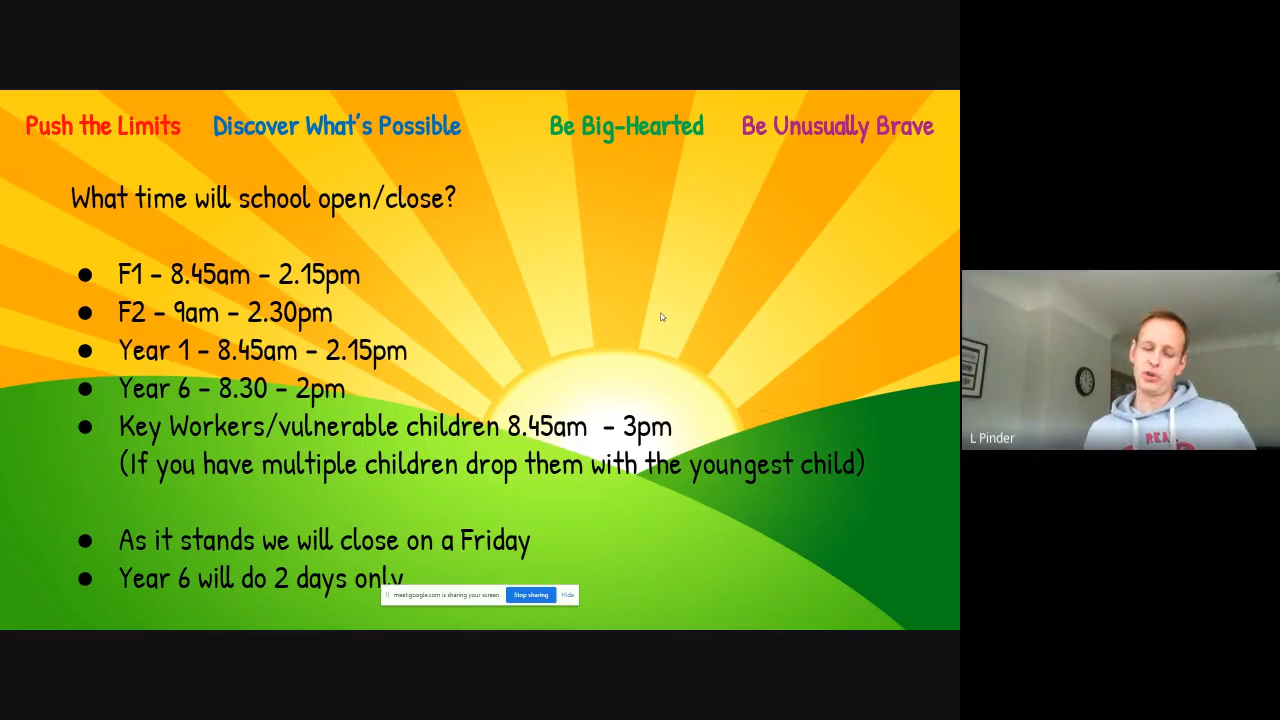 Push the Limits Discover What's Possible Be Big-Hearted Be Unusually Brave
What time will school open/close?
● F1 – 8.45am – 2.15pm
● F2 – 9am – 2.30pm
● Year 1 – 8.45am – 2.15pm
● Year 6 – 8.30 – 2pm
● Key Workers/vulnerable children 8.45am – 3pm
(If you have multiple children drop them with the youngest child)
● As it stands we will close on a Friday
● Year 6 will do 2 days only
meet.google.com is sharing your screen. Stop sharing Hide
REA
L Pinder